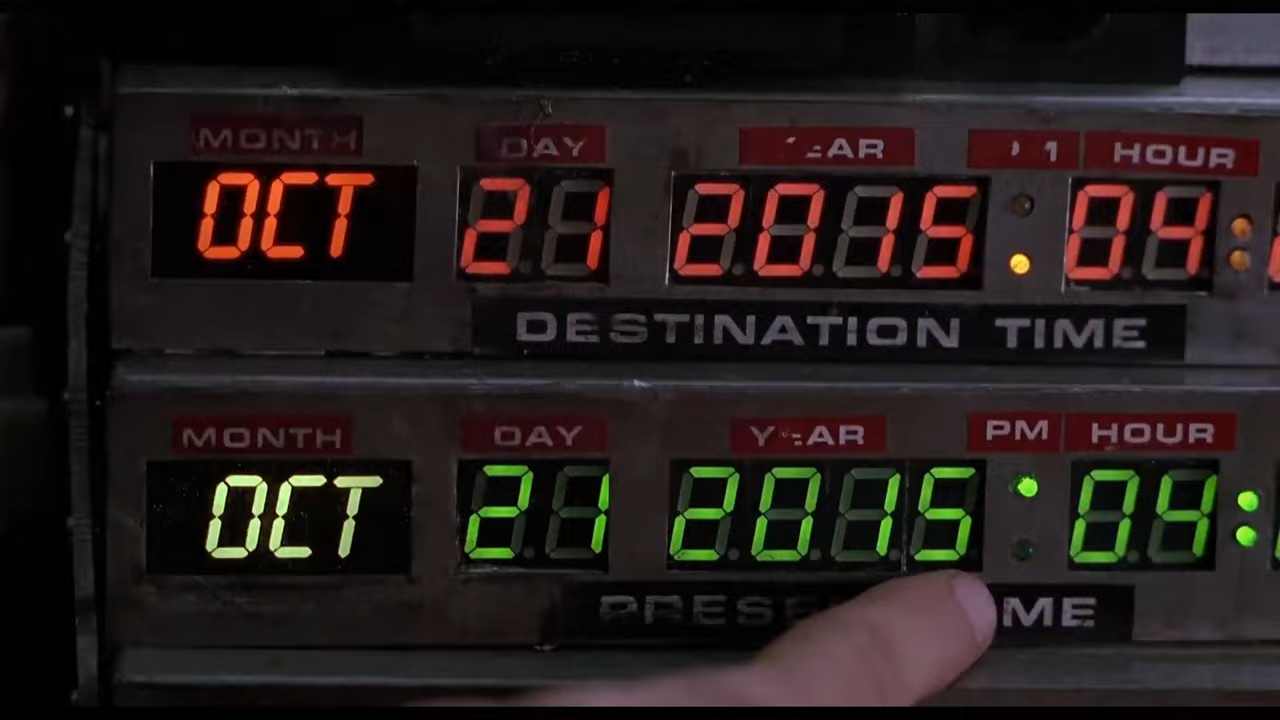 MONTH DAY HOUR
OCT 21 2015 04:
DESTINATION TIME
MONTH DAY PM HOUR
OCT 21 2015 04: